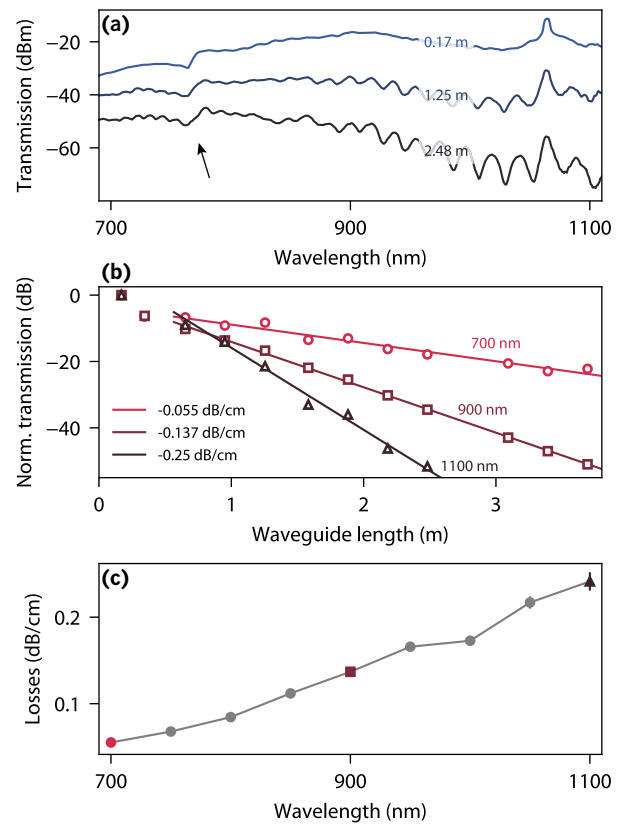 (a)
Transmission (dBm)
−20
−40
−60
0.17 m
1.25 m
2.48 m
700
900
1100
Wavelength (nm)
(b)
Norm. transmission (dB)
0
−20
−40
700 nm
900 nm
1100 nm
-0.055 dB/cm
-0.137 dB/cm
-0.25 dB/cm
0
1
2
3
Waveguide length (m)
(c)
Losses (dB/cm)
0.2
0.1
700
900
1100
Wavelength (nm)